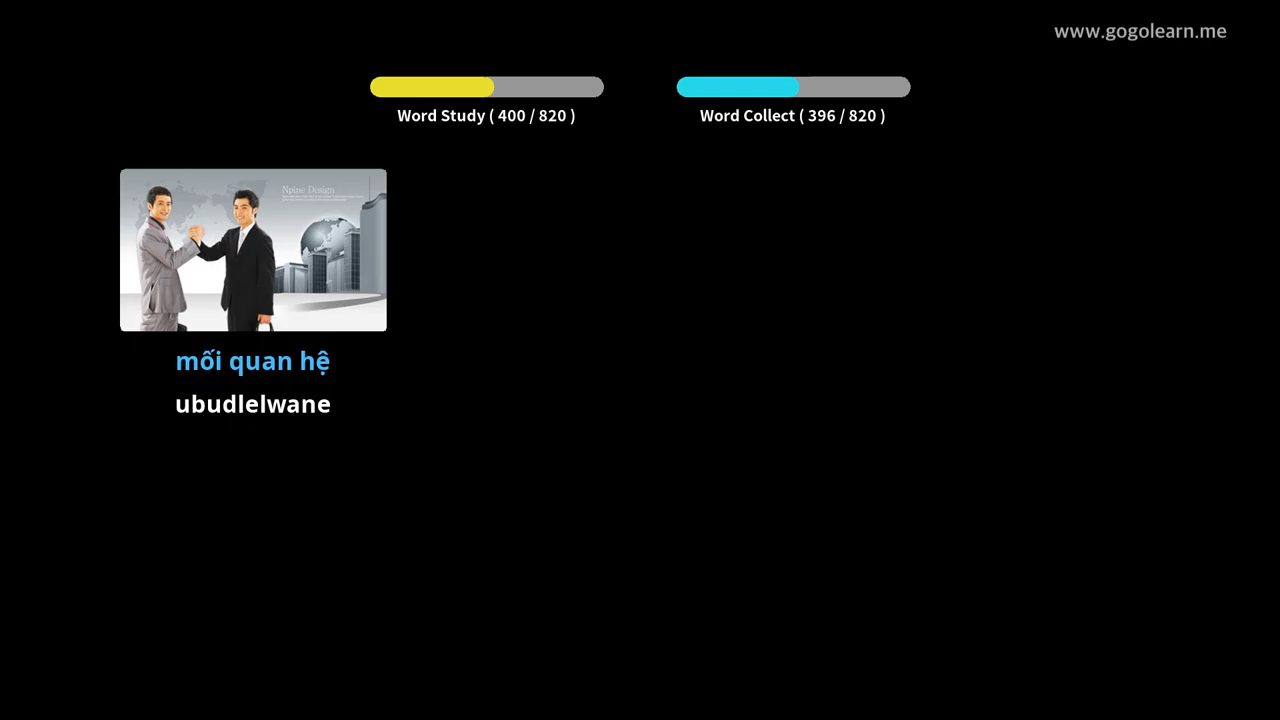 www.gogolearn.me
Word Study ( 400 / 820 )
Word Collect ( 396 / 820 )
Npine Design
mối quan hệ
ubudlelwane